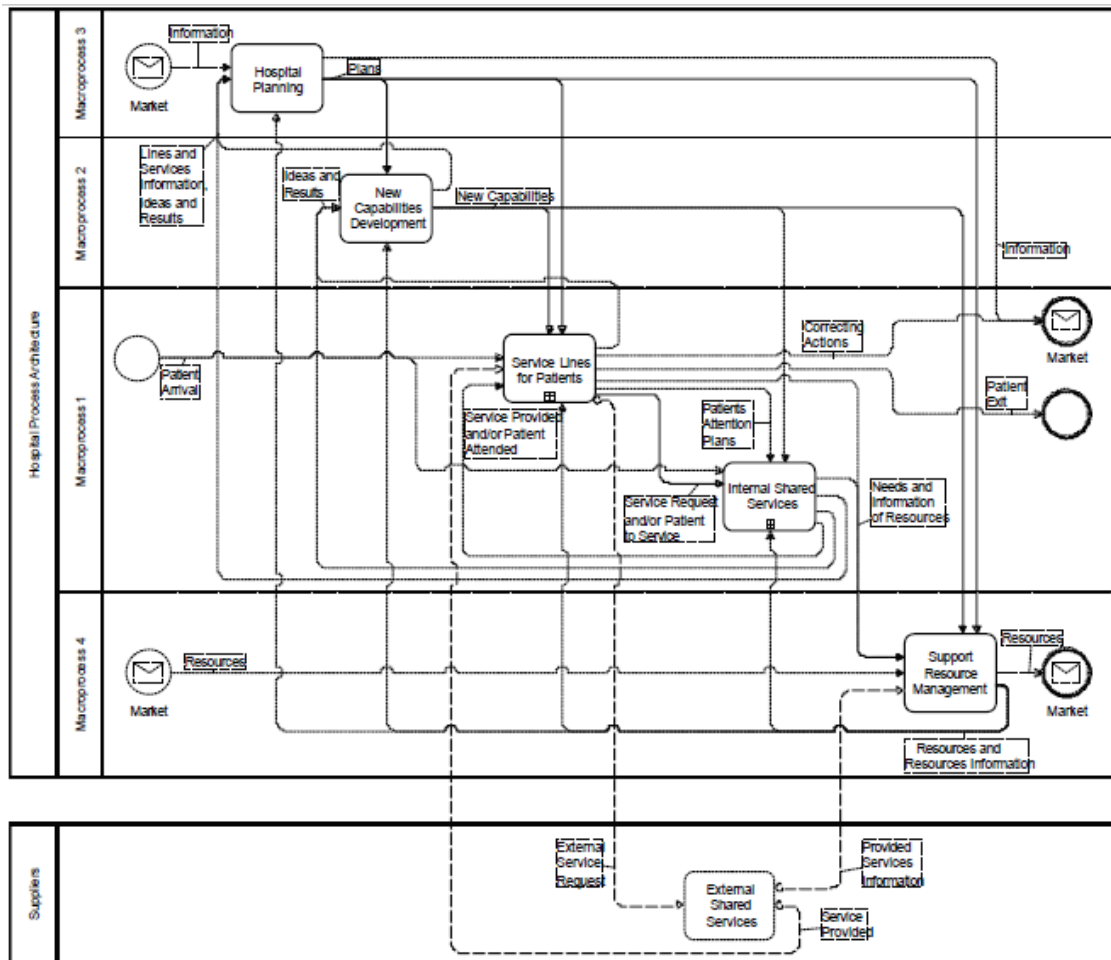 Hospital Process Architecture
Macroprocess 3
Information
Market
Hospital
Planning
Plans
Macroprocess 2
Lines and
Services
Information,
Ideas and
Results
Ideas and
Results
New
Capabilities
Development
New Capabilities
Information
Macroprocess 1
Patient
Arrival
Service Lines
for Patients
Correcting
Actions
Market
Patient
Exit
Service Provided
and/or Patient
Attended
Patients
Attention
Plans
Service Request
and/or Patient
to Service
Internal Shared
Services
Needs and
Information
of Resources
Macroprocess 4
Resources
Market
Support
Resource
Management
Resources
Market
Resources and
Resources Information
Suppliers
External
Service
Request
External
Shared
Services
Provided
Services
Information
Service
Provided